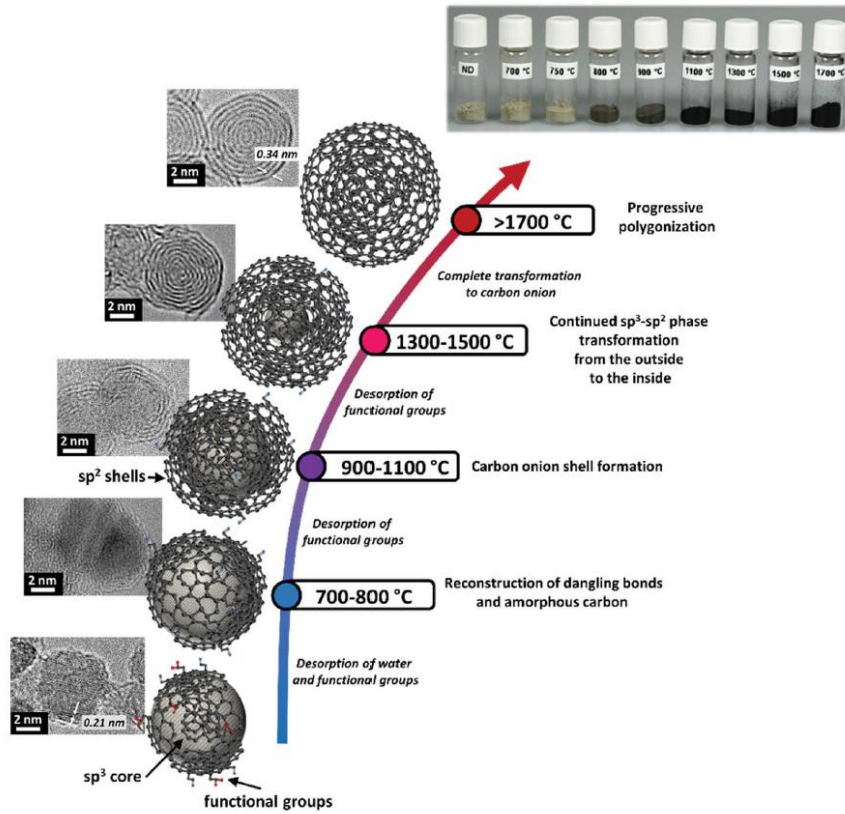 ND
700 °C
750 °C
800 °C
900 °C
1100 °C
1300 °C
1500 °C
1700 °C
0.34 nm
2 nm
>1700 °C
Progressive
polygonization
Complete transformation
to carbon onion
2 nm
1300-1500 °C
Continued sp³-sp² phase
transformation
from the outside
to the inside
Desorption of
functional groups
2 nm
sp² shells
900-1100 °C
Carbon onion shell formation
Desorption of
functional groups
2 nm
700-800 °C
Reconstruction of dangling bonds
and amorphous carbon
Desorption of water
and functional groups
2 nm
0.21 nm
sp³ core
functional groups